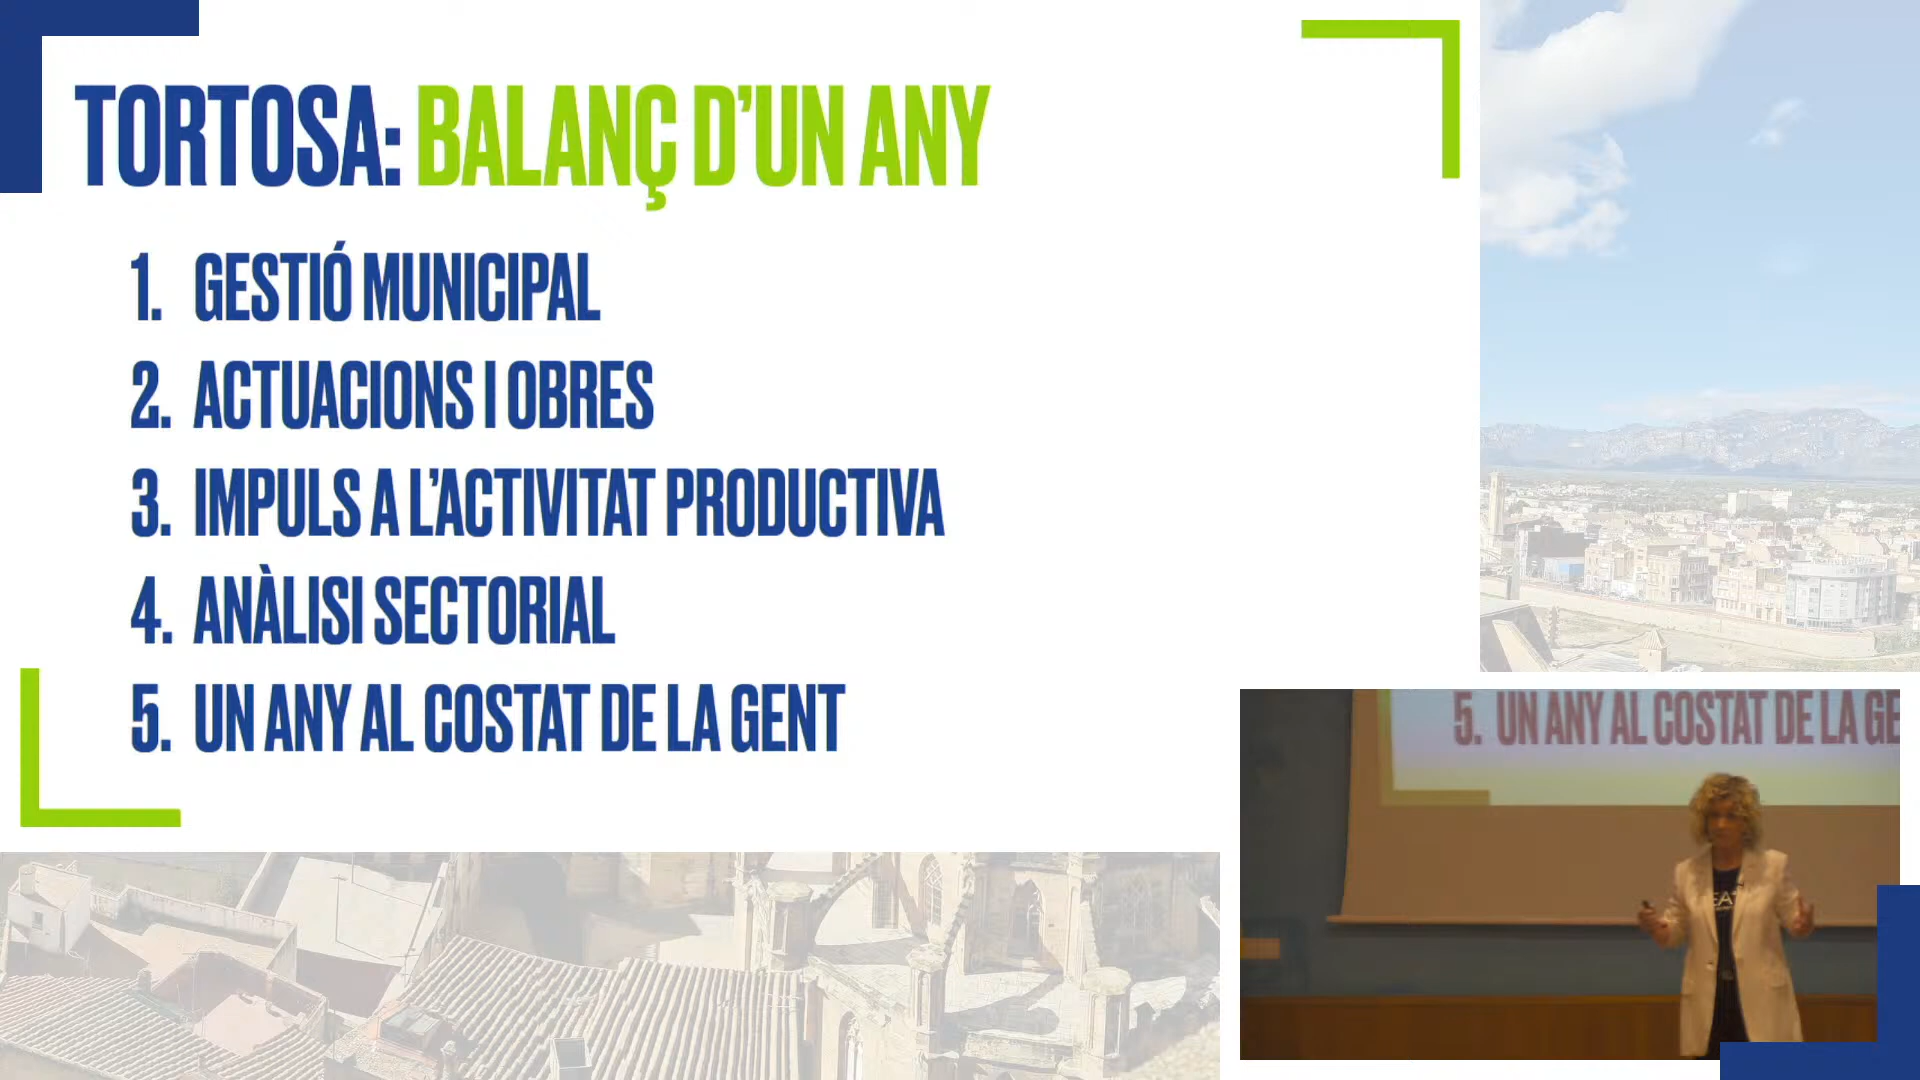 TORTOSA: BALANÇ D'UN ANY
1. GESTIÓ MUNICIPAL
2. ACTUACIONS I OBRES
3. IMPULS A L'ACTIVITAT PRODUCTIVA
4. ANÀLISI SECTORIAL
5. UN ANY AL COSTAT DE LA GENT
5. UN ANY AL COSTAT DE LA GE